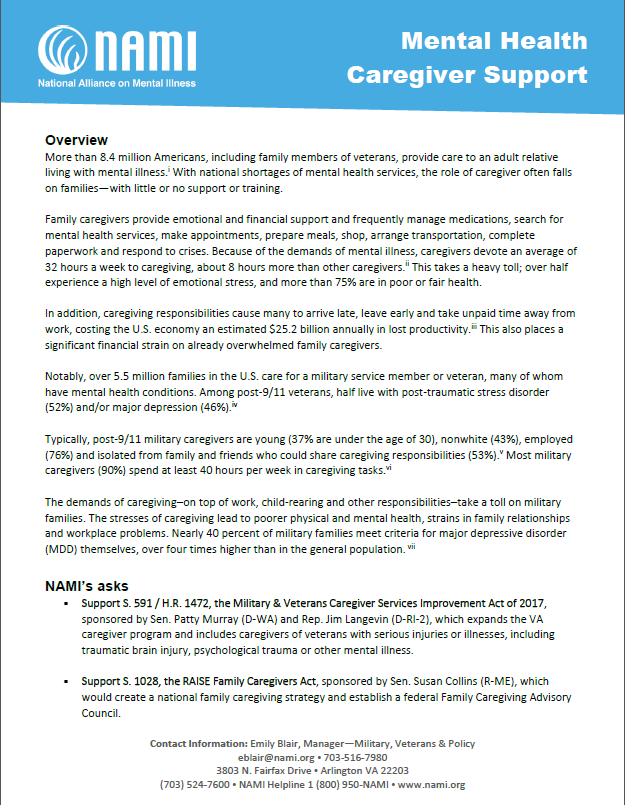 NAMI
National Alliance on Mental Illness
Mental Health
Caregiver Support
Overview
More than 8.4 million Americans, including family members of veterans, provide care to an adult relative
living with mental illness.i With national shortages of mental health services, the role of caregiver often falls
on families—with little or no support or training.
Family caregivers provide emotional and financial support and frequently manage medications, search for
mental health services, make appointments, prepare meals, shop, arrange transportation, complete
paperwork and respond to crises. Because of the demands of mental illness, caregivers devote an average of
32 hours a week to caregiving, about 8 hours more than other caregivers.ii This takes a heavy toll; over half
experience a high level of emotional stress, and more than 75% are in poor or fair health.
In addition, caregiving responsibilities cause many to arrive late, leave early and take unpaid time away from
work, costing the U.S. economy an estimated $25.2 billion annually in lost productivity.iii This also places a
significant financial strain on already overwhelmed family caregivers.
Notably, over 5.5 million families in the U.S. care for a military service member or veteran, many of whom
have mental health conditions. Among post-9/11 veterans, half live with post-traumatic stress disorder
(52%) and/or major depression (46%).iv
Typically, post-9/11 military caregivers are young (37% are under the age of 30), nonwhite (43%), employed
(76%) and isolated from family and friends who could share caregiving responsibilities (53%).v Most military
caregivers (90%) spend at least 40 hours per week in caregiving tasks.vi
The demands of caregiving—on top of work, child-rearing and other responsibilities—take a toll on military
families. The stresses of caregiving lead to poorer physical and mental health, strains in family relationships
and workplace problems. Nearly 40 percent of military families meet criteria for major depressive disorder
(MDD) themselves, over four times higher than in the general population. vii
NAMI's asks
▪ Support S. 591 / H.R. 1472, the Military & Veterans Caregiver Services Improvement Act of 2017,
sponsored by Sen. Patty Murray (D-WA) and Rep. Jim Langevin (D-RI-2), which expands the VA
caregiver program and includes caregivers of veterans with serious injuries or illnesses, including
traumatic brain injury, psychological trauma or other mental illness.
▪ Support S. 1028, the RAISE Family Caregivers Act, sponsored by Sen. Susan Collins (R-ME), which
would create a national family caregiving strategy and establish a federal Family Caregiving Advisory
Council.
Contact Information: Emily Blair, Manager—Military, Veterans & Policy
eblair@nami.org • 703-516-7980
3803 N. Fairfax Drive • Arlington VA 22203
(703) 524-7600 • NAMI Helpline 1 (800) 950-NAMI • www.nami.org